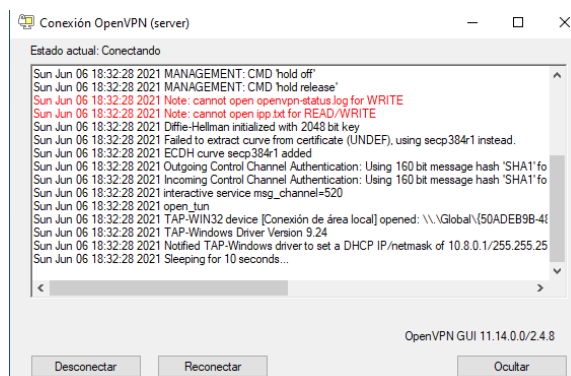 Conexión OpenVPN (server)
Estado actual: Conectando
Sun Jun 06 18:32:28 2021 MANAGEMENT: CMD 'hold off'
Sun Jun 06 18:32:28 2021 MANAGEMENT: CMD 'hold release'
Sun Jun 06 18:32:28 2021 Note: cannot open openvpn-status.log for WRITE
Sun Jun 06 18:32:28 2021 Note: cannot open ipp.txt for READ/WRITE
Sun Jun 06 18:32:28 2021 Diffie-Hellman initialized with 2048 bit key
Sun Jun 06 18:32:28 2021 Failed to extract curve from certificate (UNDEF), using secp384r1 instead.
Sun Jun 06 18:32:28 2021 ECDH curve secp384r1 added
Sun Jun 06 18:32:28 2021 Outgoing Control Channel Authentication: Using 160 bit message hash 'SHA1' fo
Sun Jun 06 18:32:28 2021 Incoming Control Channel Authentication: Using 160 bit message hash 'SHA1' fo
Sun Jun 06 18:32:28 2021 interactive service msg_channel=520
Sun Jun 06 18:32:28 2021 open_tun
Sun Jun 06 18:32:28 2021 TAP-WIN32 device [Conexión de área local] opened: \\.\Global\{50ADEB9B-48
Sun Jun 06 18:32:28 2021 TAP-Windows Driver Version 9.24
Sun Jun 06 18:32:28 2021 Notified TAP-Windows driver to set a DHCP IP/netmask of 10.8.0.1/255.255.25
Sun Jun 06 18:32:28 2021 Sleeping for 10 seconds...
OpenVPN GUI 11.14.0.0/2.4.8
Desconectar Reconectar Ocultar